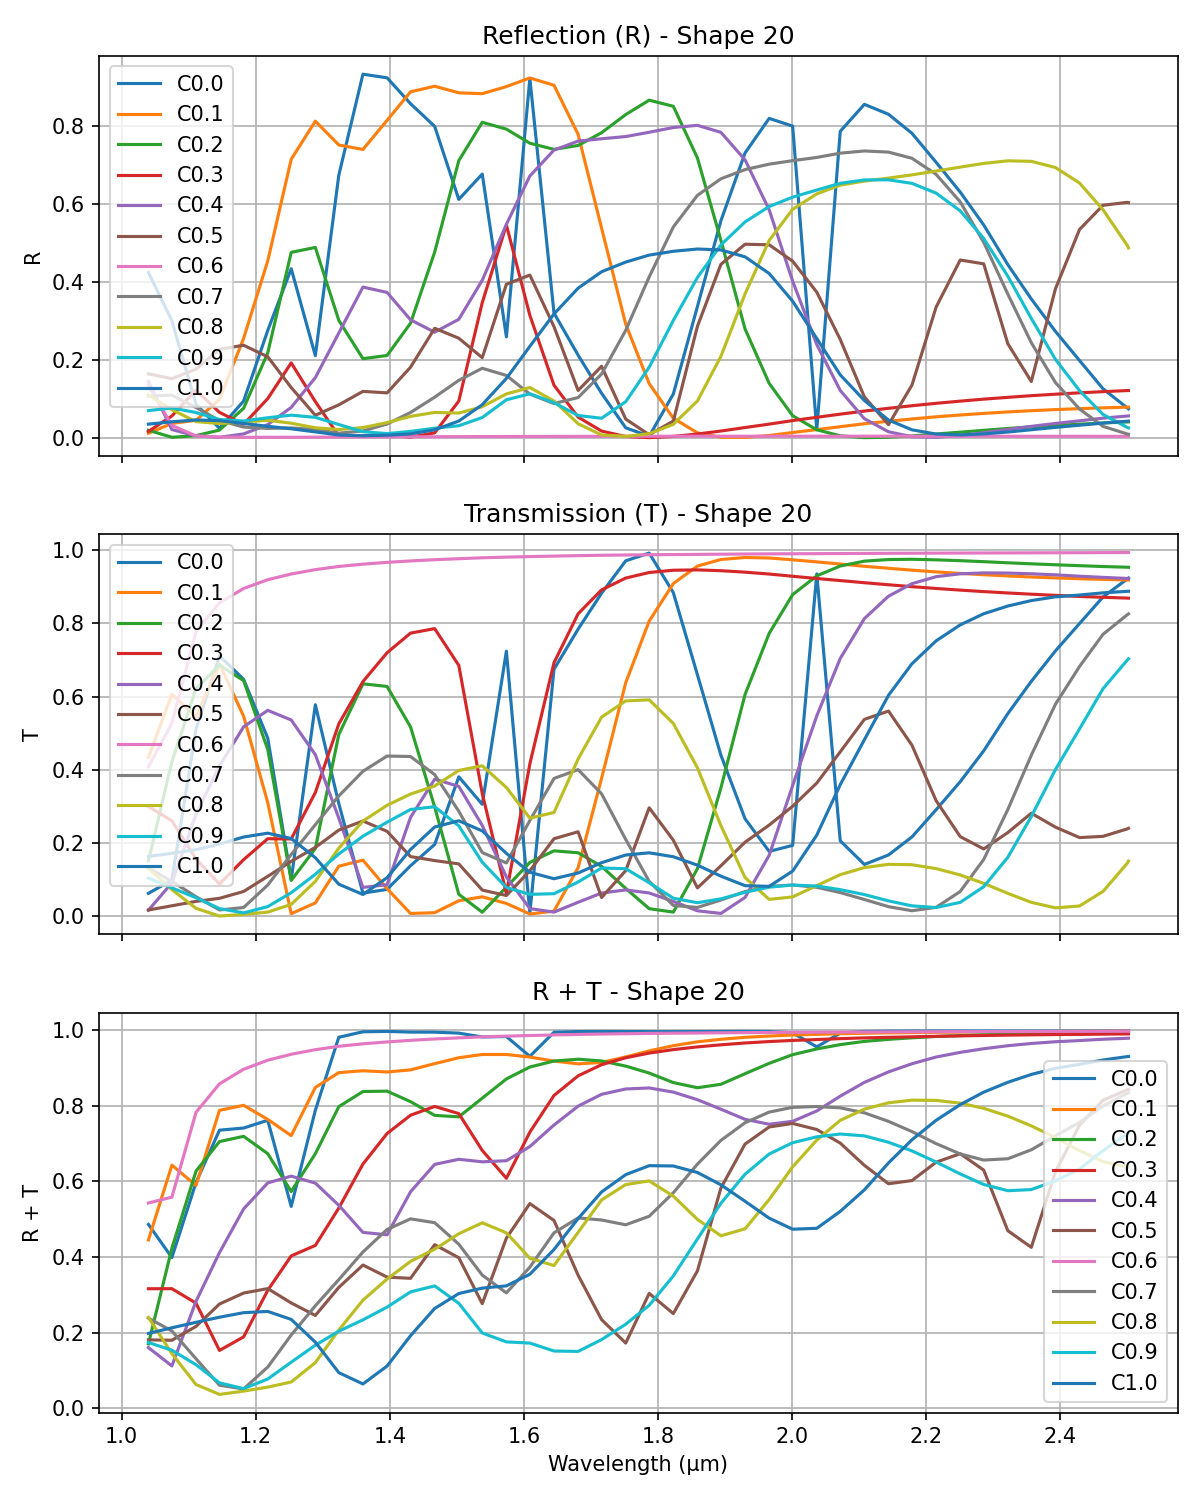 Reflection (R) - Shape 20
R
0.8
0.6
0.4
0.2
0.0
C0.0
C0.1
C0.2
C0.3
C0.4
C0.5
C0.6
C0.7
C0.8
C0.9
C1.0
Transmission (T) - Shape 20
T
1.0
0.8
0.6
0.4
0.2
0.0
C0.0
C0.1
C0.2
C0.3
C0.4
C0.5
C0.6
C0.7
C0.8
C0.9
C1.0
R + T - Shape 20
R + T
1.0
0.8
0.6
0.4
0.2
0.0
C0.0
C0.1
C0.2
C0.3
C0.4
C0.5
C0.6
C0.7
C0.8
C0.9
C1.0
1.0 1.2 1.4 1.6 1.8 2.0 2.2 2.4
Wavelength (μm)